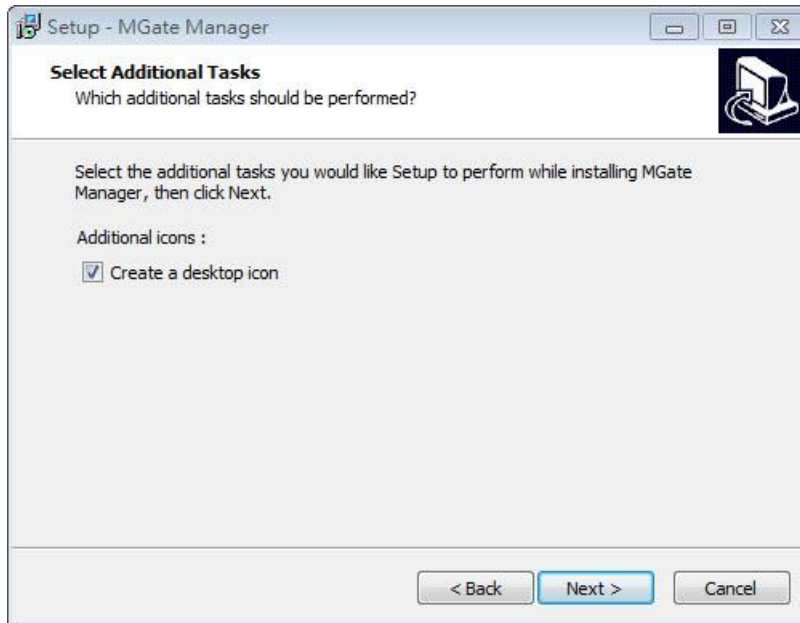 Setup - MGate Manager
Select Additional Tasks
Which additional tasks should be performed?
Select the additional tasks you would like Setup to perform while installing MGate
Manager, then click Next.
Additional icons :
Create a desktop icon
< Back
Next >
Cancel